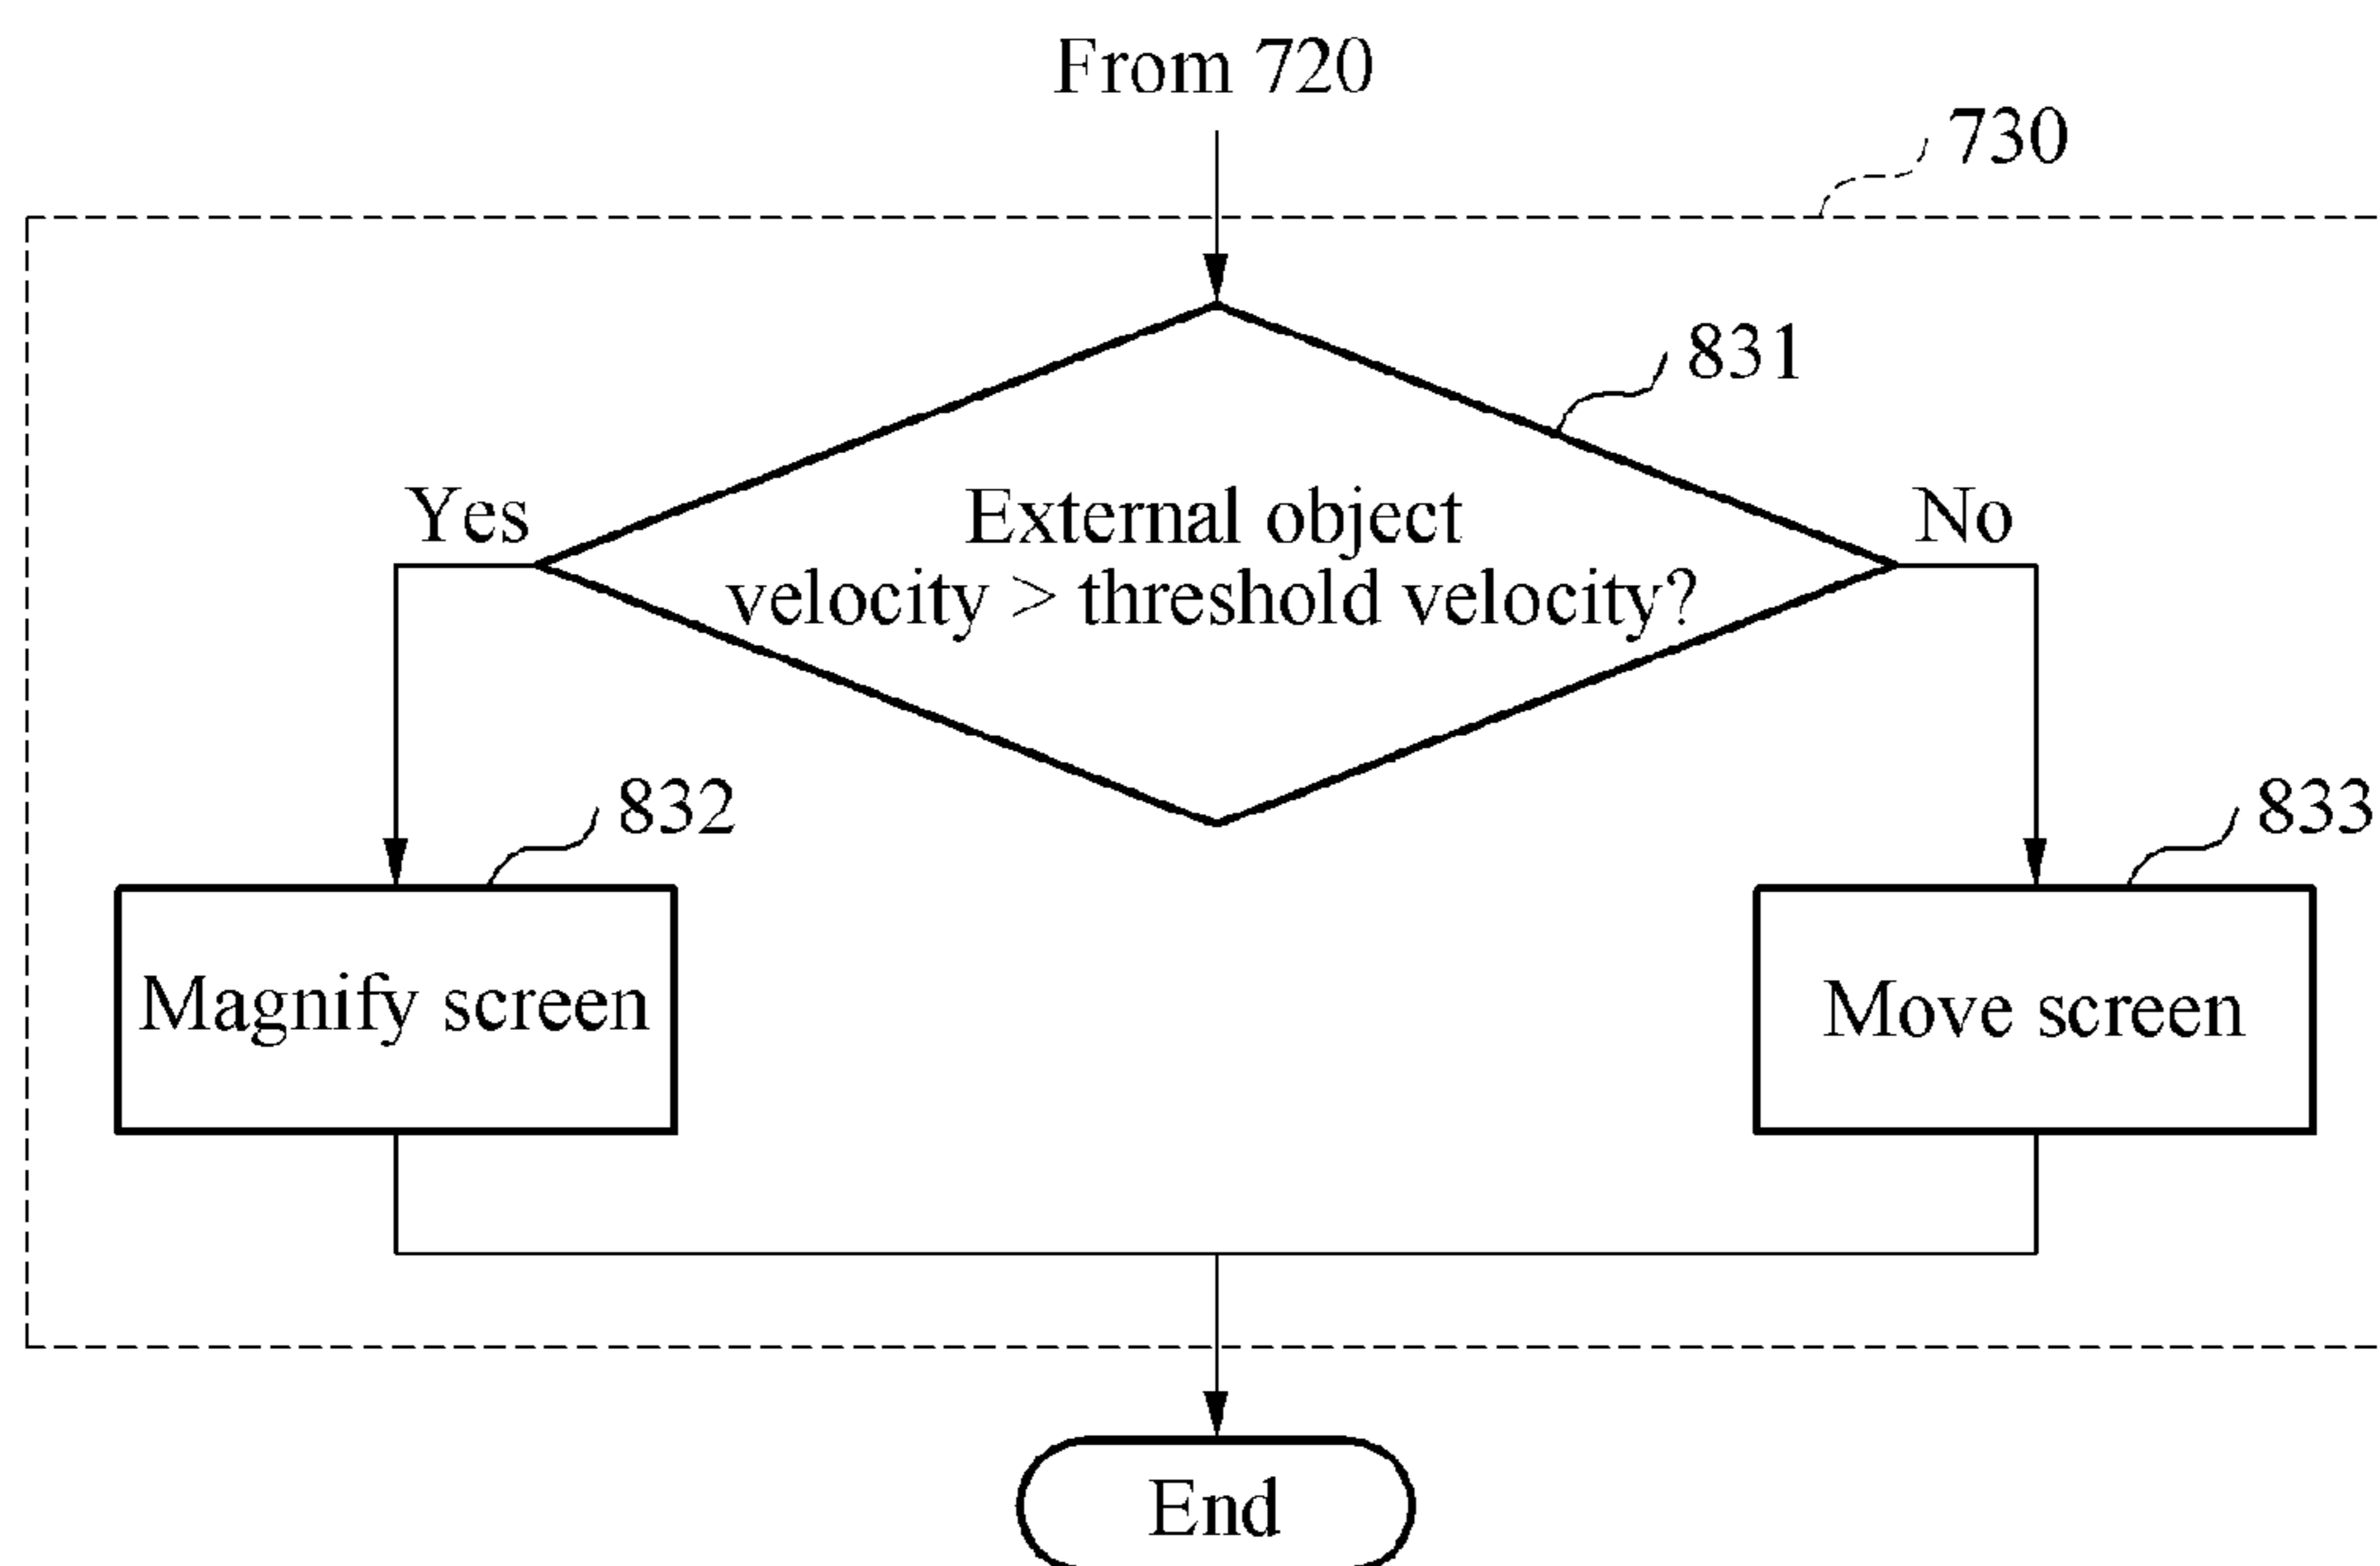 From 720
730
831
Yes
External object
No
velocity > threshold velocity?
832
833
Magnify screen
Move screen
End